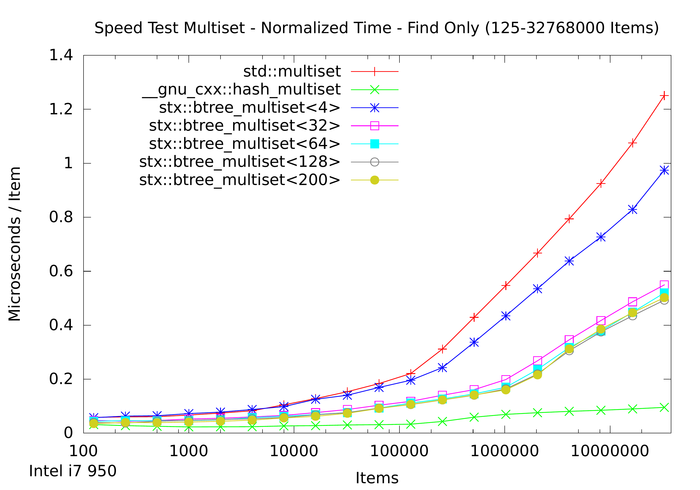 Speed Test Multiset - Normalized Time - Find Only (125-32768000 Items)
Microseconds / Item
1.4
1.2
1
0.8
0.6
0.4
0.2
0
std::multiset
__gnu_cxx::hash_multiset
stx::btree_multiset<4>
stx::btree_multiset<32>
stx::btree_multiset<64>
stx::btree_multiset<128>
stx::btree_multiset<200>
100 1000 10000 100000 1000000 10000000
Items
Intel i7 950